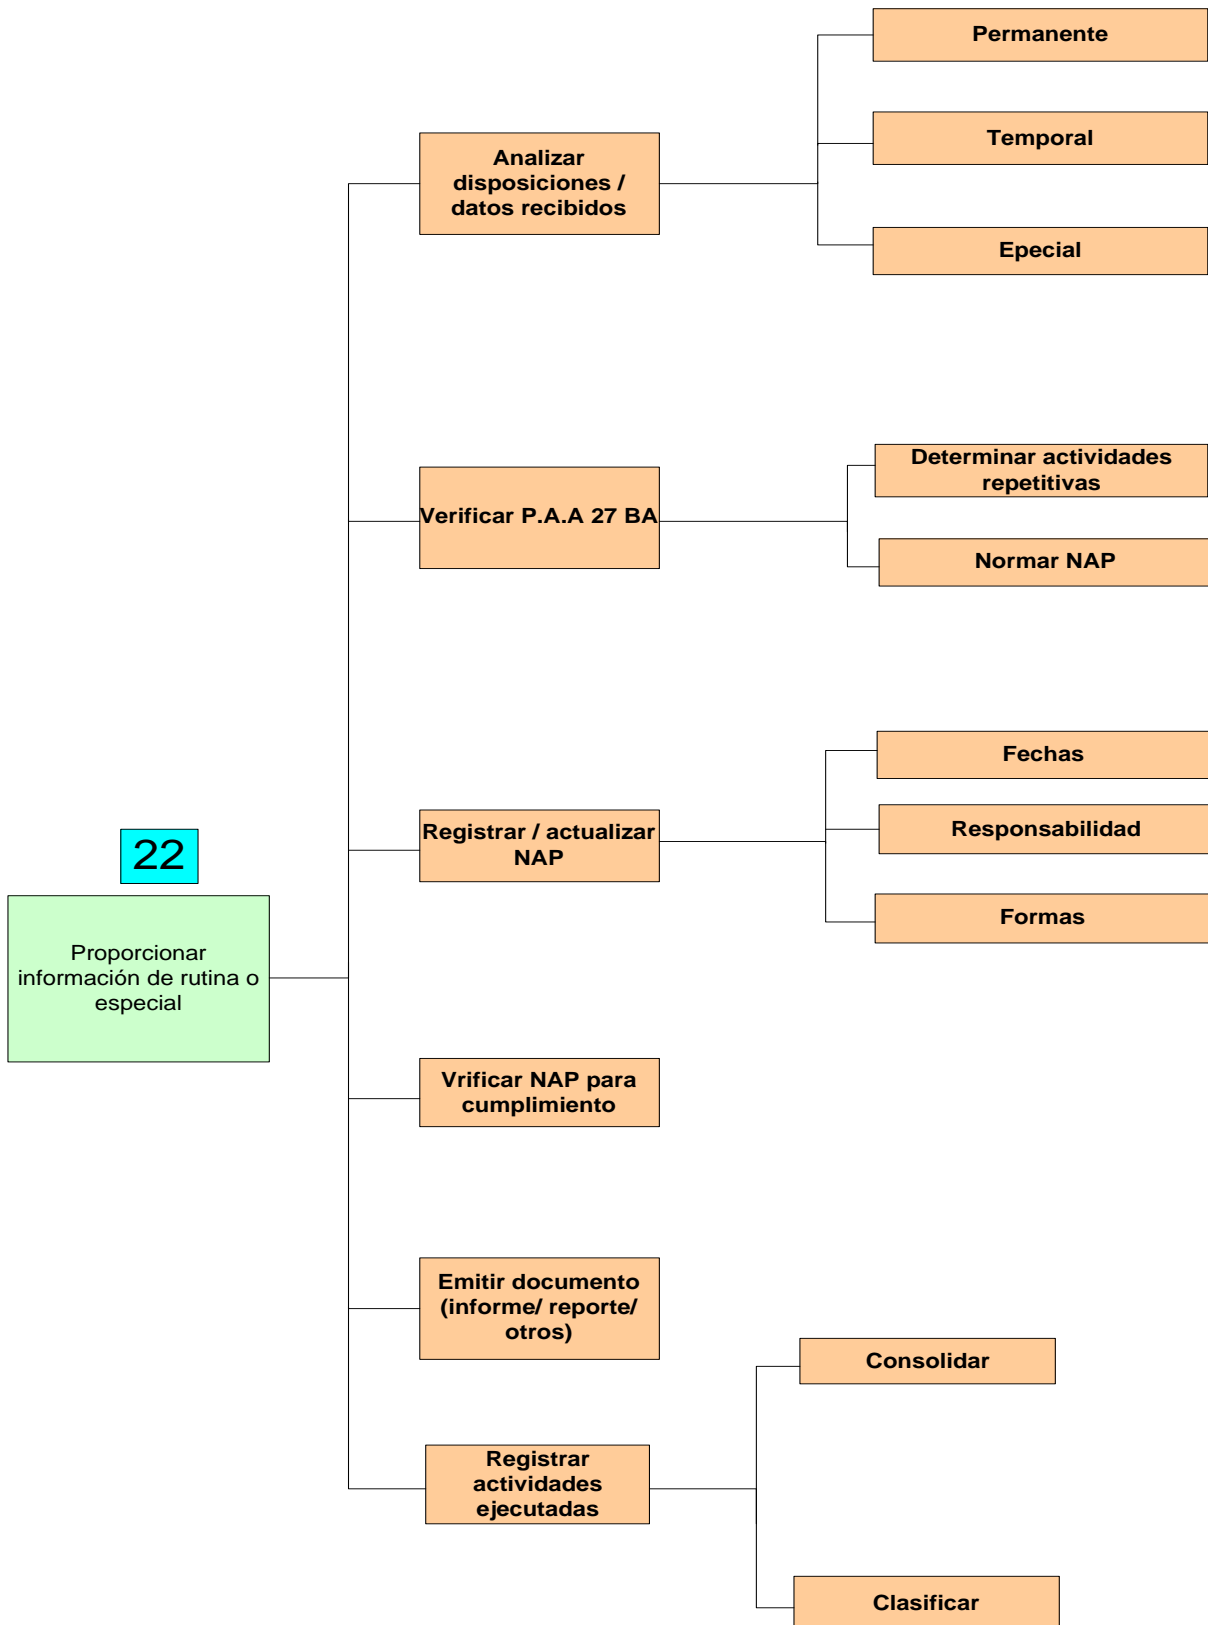 22
Proporcionar
información de rutina o
especial
Analizar
disposiciones /
datos recibidos
Permanente
Temporal
Epecial
Verificar P.A.A 27 BA
Determinar actividades
repetitivas
Normar NAP
Registrar / actualizar
NAP
Fechas
Responsabilidad
Formas
Vrificar NAP para
cumplimiento
Emitir documento
(informe/ reporte/
otros)
Registrar
actividades
ejecutadas
Consolidar
Clasificar